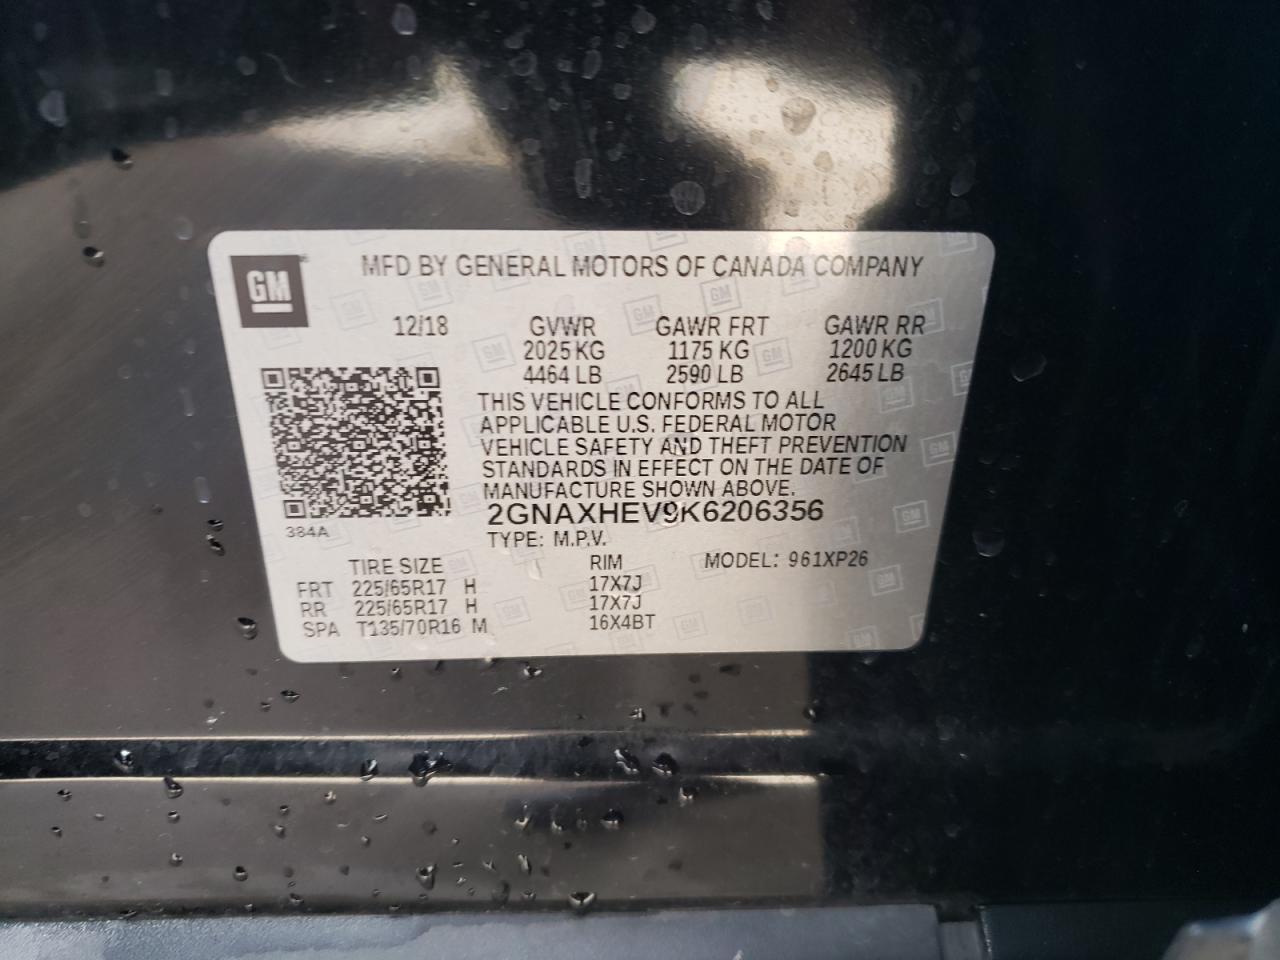 GM
MFD BY GENERAL MOTORS OF CANADA COMPANY
12/18 GVWR GAWR FRT GAWR RR
2025 KG 1175 KG 1200 KG
4464 LB 2590 LB 2645 LB
THIS VEHICLE CONFORMS TO ALL
APPLICABLE U.S. FEDERAL MOTOR
VEHICLE SAFETY AND THEFT PREVENTION
STANDARDS IN EFFECT ON THE DATE OF
MANUFACTURE SHOWN ABOVE.
2GNAXHEV9K6206356
384A
TYPE: M.P.V.
TIRE SIZE RIM MODEL: 961XP26
FRT 225/65R17 H 17X7J
RR 225/65R17 H 17X7J
SPA T135/70R16 M 16X4BT